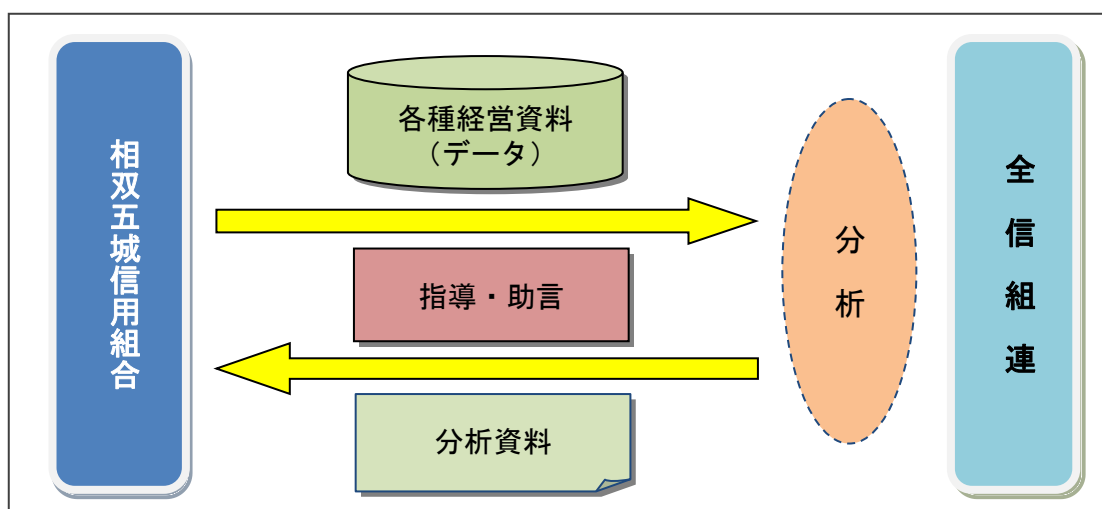 相双五城信用組合
各種経営資料
（データ）
指導・助言
分析資料
分析
全信組連